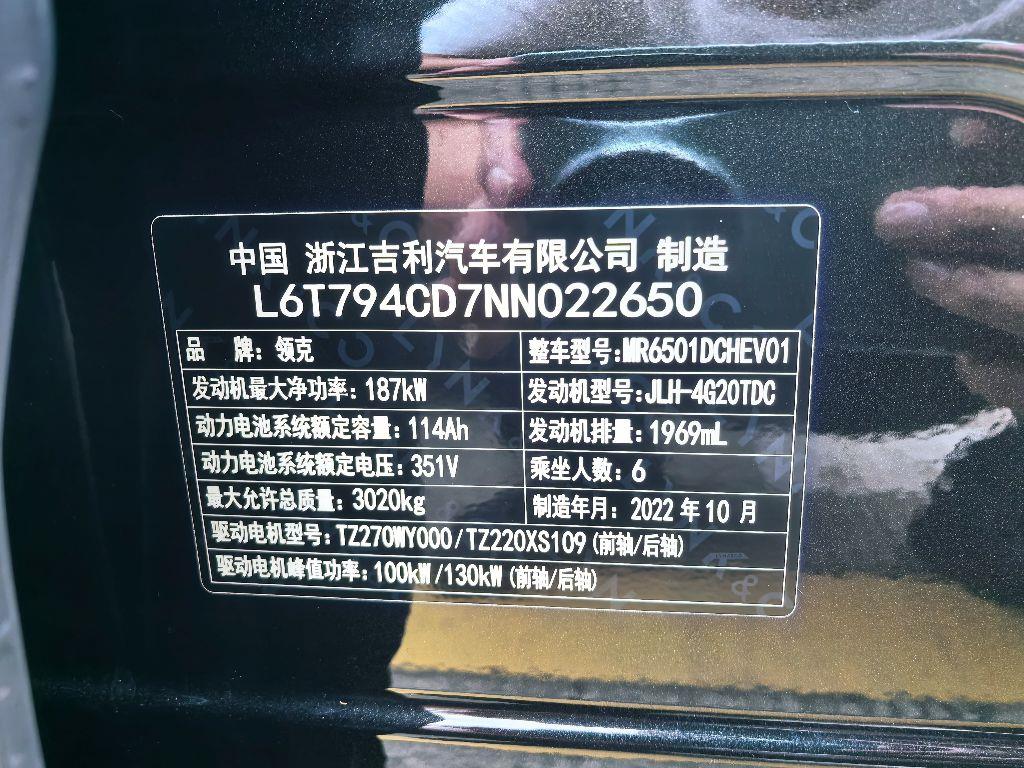 中国 浙江吉利汽车有限公司 制造
L6T794CD7NN022650
品 牌: 领克 整车型号:MR6501DCHEV01
发动机最大净功率: 187kW 发动机型号:JLH-4G20TDC
动力电池系统额定容量: 114Ah 发动机排量: 1969mL
动力电池系统额定电压: 351V 乘坐人数: 6
最大允许总质量: 3020kg 制造年月: 2022 年 10 月
驱动电机型号: TZ270WY000/TZ220XS109 (前轴/后轴)
驱动电机峰值功率: 100kW/130kW (前轴/后轴)